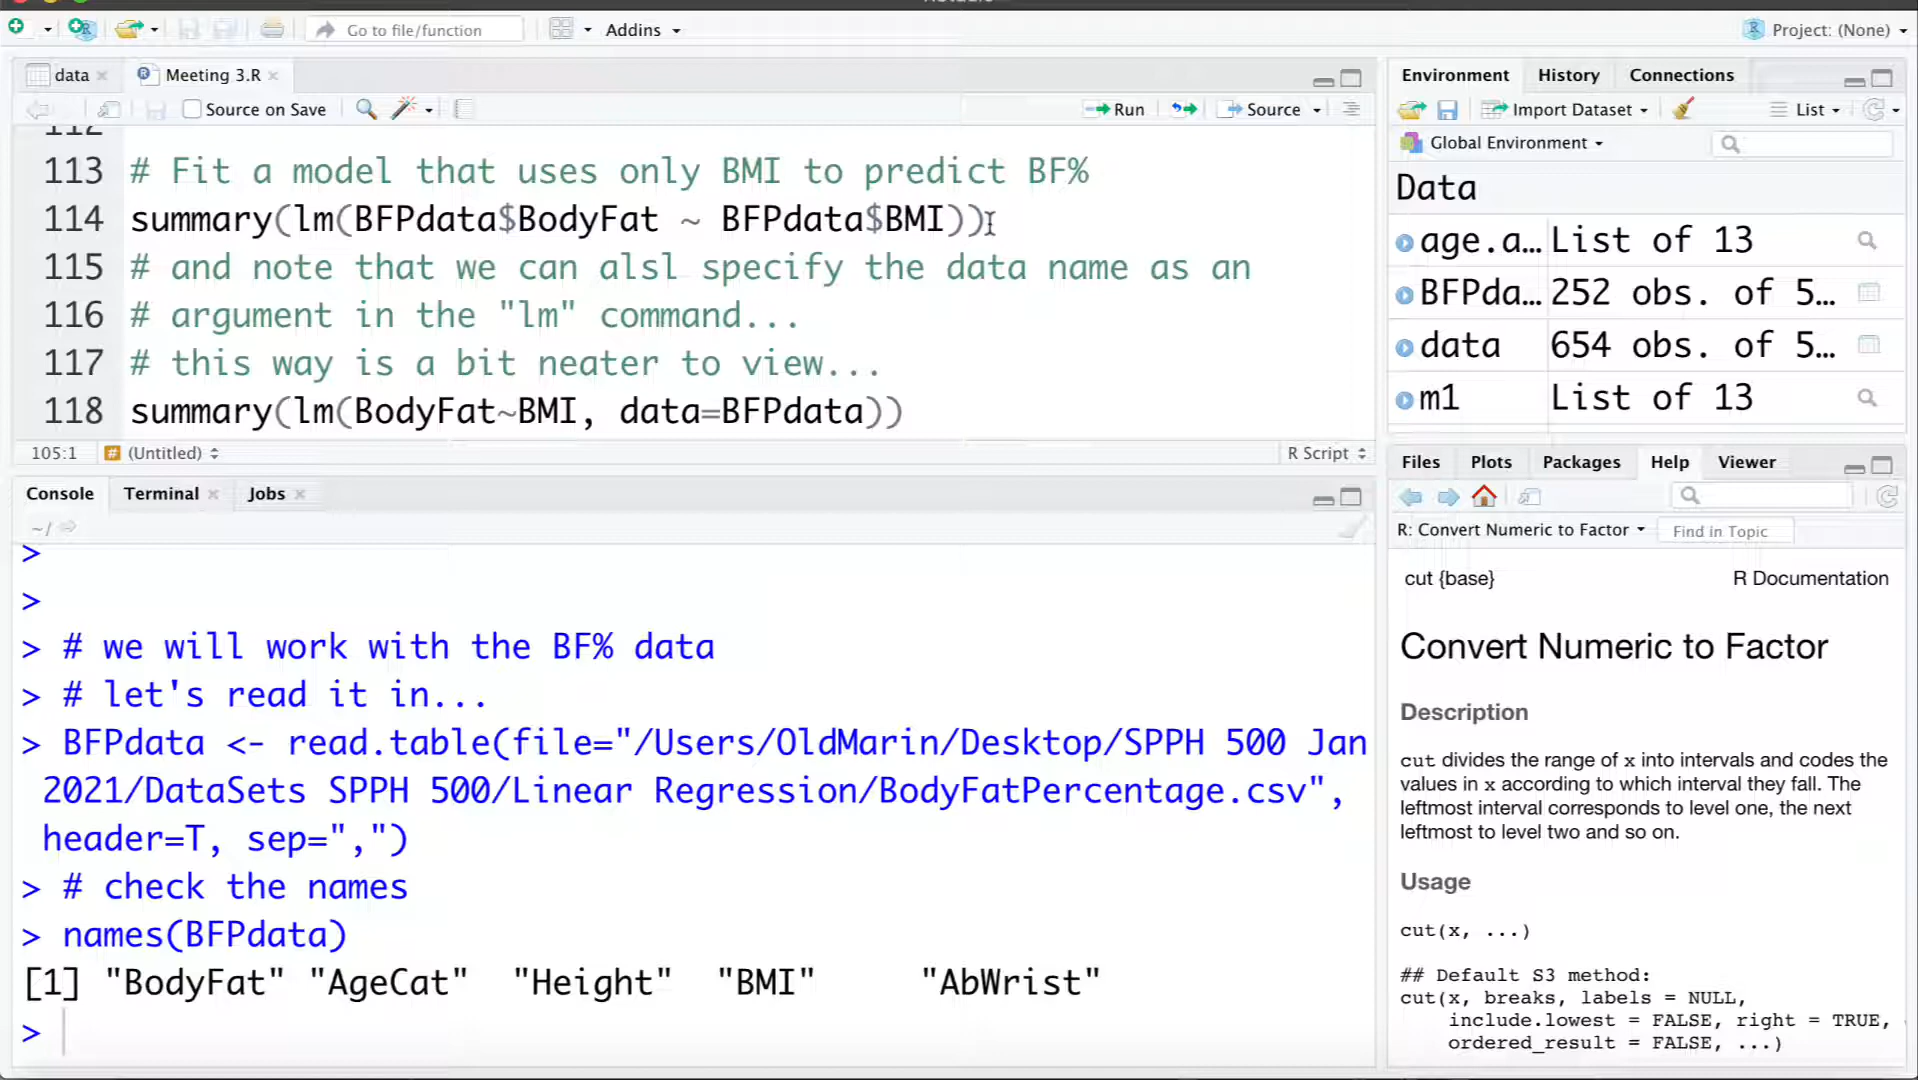 Go to file/function
Addins
Project: (None)
data
Meeting 3.R
Source on Save
Run
Source
112
113 # Fit a model that uses only BMI to predict BF%
114 summary(lm(BFPdata$BodyFat ~ BFPdata$BMI))
115 # and note that we can alsl specify the data name as an
116 # argument in the "lm" command...
117 # this way is a bit neater to view...
118 summary(lm(BodyFat~BMI, data=BFPdata))
105:1
(Untitled)
R Script
Console
Terminal
Jobs
~/
>
>
> # we will work with the BF% data
> # let's read it in...
> BFPdata <- read.table(file="/Users/OldMarin/Desktop/SPPH 500 Jan
2021/DataSets SPPH 500/Linear Regression/BodyFatPercentage.csv",
header=T, sep=",")
> # check the names
> names(BFPdata)
[1] "BodyFat" "AgeCat"  "Height"  "BMI"     "AbWrist"
>
Environment
History
Connections
Import Dataset
List
Global Environment
Data
age.a… List of 13
BFPda… 252 obs. of 5…
data 654 obs. of 5…
m1 List of 13
Files
Plots
Packages
Help
Viewer
R: Convert Numeric to Factor
Find in Topic
cut {base}
R Documentation
Convert Numeric to Factor
Description
cut divides the range of x into intervals and codes the
values in x according to which interval they fall. The
leftmost interval corresponds to level one, the next
leftmost to level two and so on.
Usage
cut(x, ...)
## Default S3 method:
cut(x, breaks, labels = NULL,
include.lowest = FALSE, right = TRUE,
ordered_result = FALSE, ...)